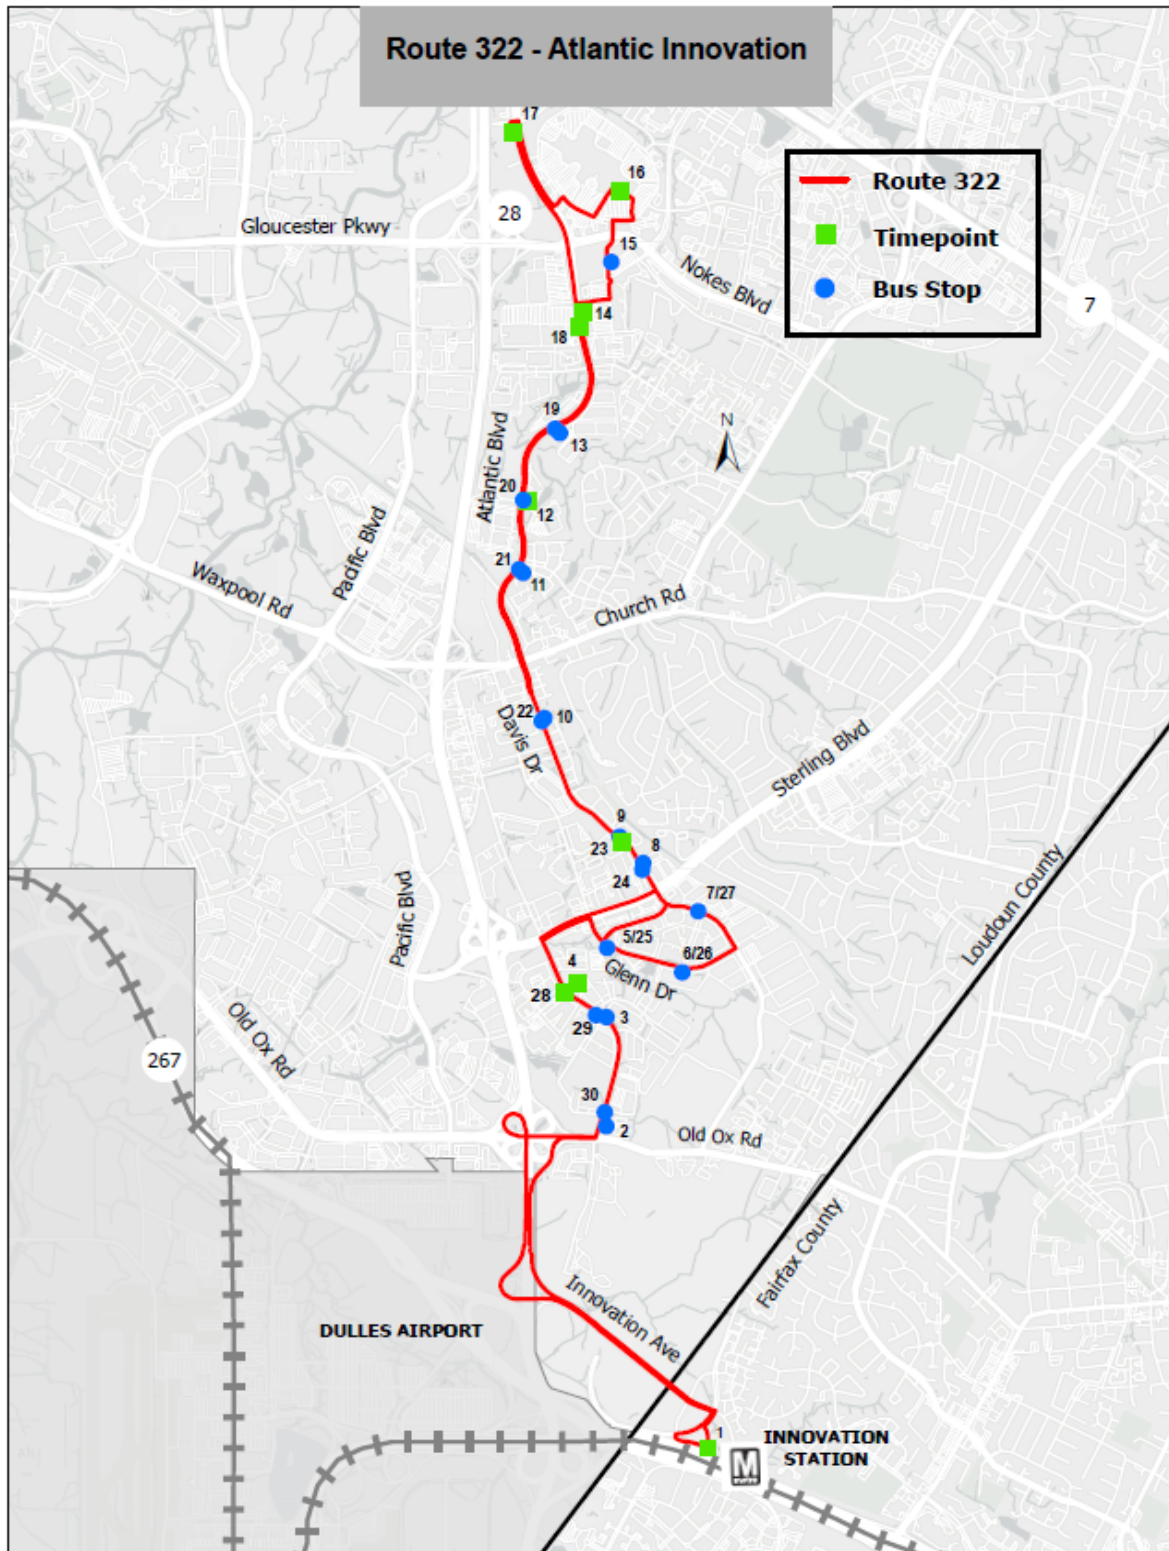 Route 322 - Atlantic Innovation
17
16
Route 322
28
Gloucester Pkwy
15
Timepoint
Nokes Blvd
Bus Stop
7
14
18
19
13
N
Atlantic Blvd
20
12
Pacific Blvd
21
11
Waxpool Rd
Church Rd
22
10
Davis Dr
Sterling Blvd
9
23
8
24
7/27
Pacific Blvd
Loudoun County
5/25
6/26
4
Glenn Dr
28
29
3
Old Ox Rd
267
30
2
Old Ox Rd
Fairfax County
Innovation Ave
DULLES AIRPORT
1
INNOVATION
STATION
M